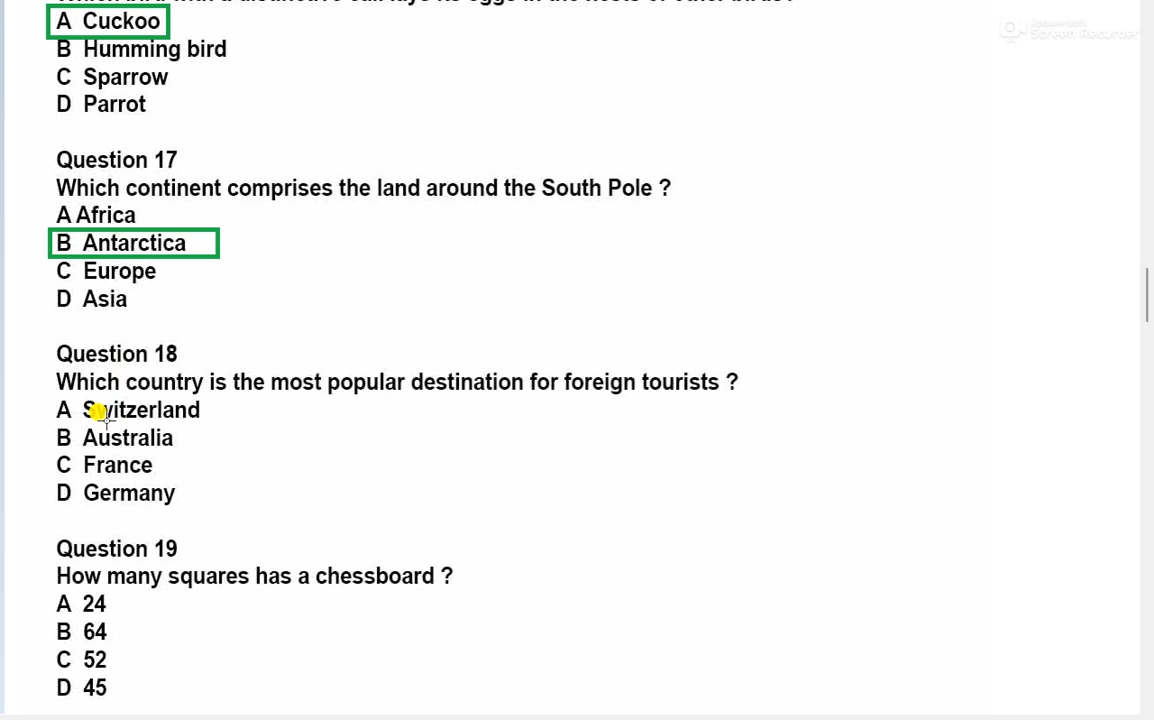 A Cuckoo
B Humming bird
C Sparrow
D Parrot
Question 17
Which continent comprises the land around the South Pole ?
A Africa
B Antarctica
C Europe
D Asia
Question 18
Which country is the most popular destination for foreign tourists ?
A Switzerland
B Australia
C France
D Germany
Question 19
How many squares has a chessboard ?
A 24
B 64
C 52
D 45
Screen Recorder